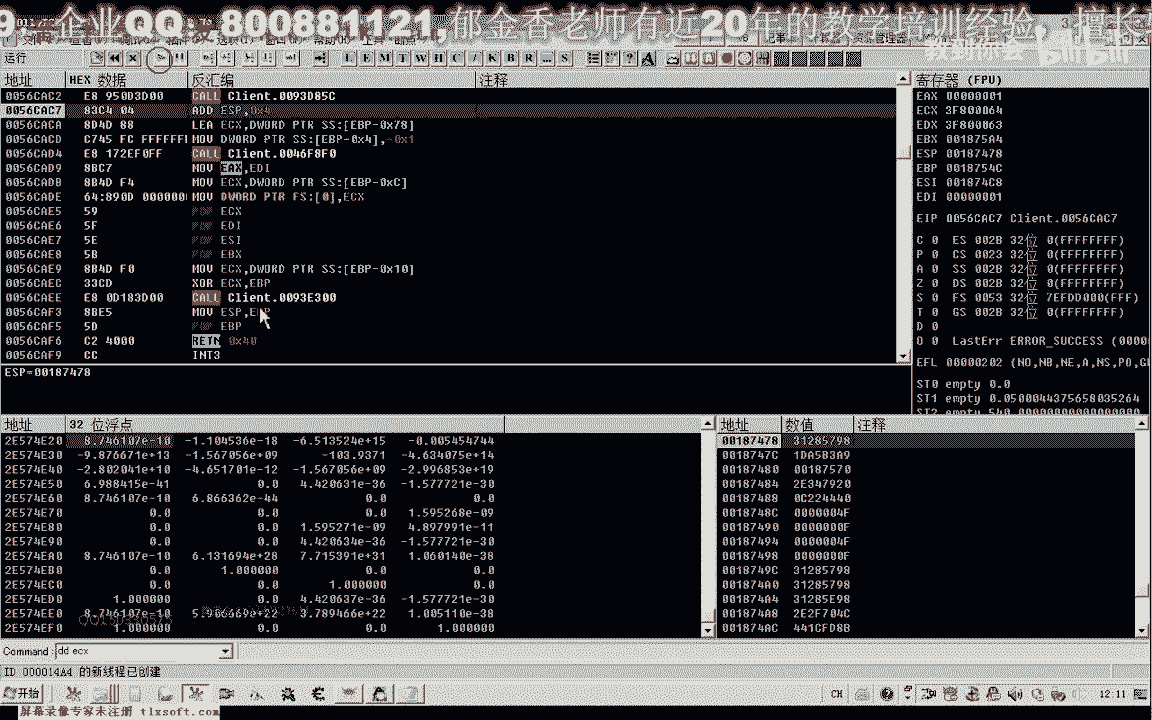 企业QQ：800881121,郁金香老师有近20年的教学培训经验、擅长
运行
L E M T W H C / K B R ... S
地址 HEX 数据 反汇编 注释
0056CAC2 E8 950D3D00 CALL Client.0093D85C
0056CAC7 83C4 04 ADD ESP,0x4
0056CACA 8D4D 88 LEA ECX,DWORD PTR SS:[EBP-0x78]
0056CACD C745 FC FFFFFFF MOV DWORD PTR SS:[EBP-0x4],-0x1
0056CAD4 E8 172EF0FF CALL Client.0046F8F0
0056CAD9 8BC7 MOV EAX,EDI
0056CADB 8B4D F4 MOV ECX,DWORD PTR SS:[EBP-0xC]
0056CADE 64:890D 000000 MOV DWORD PTR FS:[0],ECX
0056CAE5 59 POP ECX
0056CAE6 5F POP EDI
0056CAE7 5E POP ESI
0056CAE8 5B POP EBX
0056CAE9 8B4D F0 MOV ECX,DWORD PTR SS:[EBP-0x10]
0056CAEC 33CD XOR ECX,EBP
0056CAEE E8 0D183D00 CALL Client.0093E300
0056CAF3 8BE5 MOV ESP,EBP
0056CAF5 5D POP EBP
0056CAF6 C2 4000 RETN 0x40
0056CAF9 CC INT3
ESP=00187478
寄存器 (FPU)
EAX 00000001
ECX 3F800064
EDX 3F800063
EBX 001875A4
ESP 00187478
EBP 0018754C
ESI 001874C8
EDI 00000001
EIP 0056CAC7 Client.0056CAC7
C 0 ES 002B 32位 0(FFFFFFFF)
P 0 CS 0023 32位 0(FFFFFFFF)
A 0 SS 002B 32位 0(FFFFFFFF)
Z 0 DS 002B 32位 0(FFFFFFFF)
S 0 FS 0053 32位 7EFDD000(FFF)
T 0 GS 002B 32位 0(FFFFFFFF)
D 0
O 0 LastErr ERROR_SUCCESS (0000
EFL 00000202 (NO,NB,NE,A,NS,PO,G
ST0 empty 0.0
ST1 empty 0.0500044375658035264
地址 32 位浮点
2E574E20 8.746107e-10 -1.104536e-18 -6.513524e+15 -0.005454744
2E574E30 -9.876671e+13 -1.567056e+09 -103.9371 -4.634075e+14
2E574E40 -2.802041e+10 -4.651701e-12 -1.567056e+09 -2.996853e+19
2E574E50 6.988415e-41 0.0 4.420631e-36 -1.577721e-30
2E574E60 8.746107e-10 6.866362e-44 0.0 0.0
2E574E70 0.0 0.0 0.0 1.595268e-09
2E574E80 0.0 0.0 1.595271e-09 4.897991e-11
2E574E90 0.0 0.0 4.420634e-36 -1.577721e-30
2E574EA0 8.746107e-10 6.131694e+28 7.715391e+31 1.060140e-38
2E574EB0 0.0 1.000000 0.0 0.0
2E574EC0 0.0 0.0 1.000000 0.0
2E574ED0 1.000000 0.0 4.420637e-36 -1.577721e-30
2E574EE0 8.746107e-10 5.906669e+22 3.789466e+22 1.005110e-38
2E574EF0 1.000000 0.0 0.0 1.000000
地址 数值 注释
00187478 31285798
0018747C 1DA5B3A9
00187480 00187570
00187484 2E347920
00187488 0C224440
0018748C 0000004F
00187490 0000000F
00187494 0000004F
00187498 0000000F
0018749C 31285798
001874A0 31285798
001874A4 31285E98
001874A8 2E2F704C
001874AC 441CFD8B
Command: dd ecx
ID 000014A4 的新线程已创建
开始
CH
12:11
屏幕录像专家未注册 tlxsoft.com